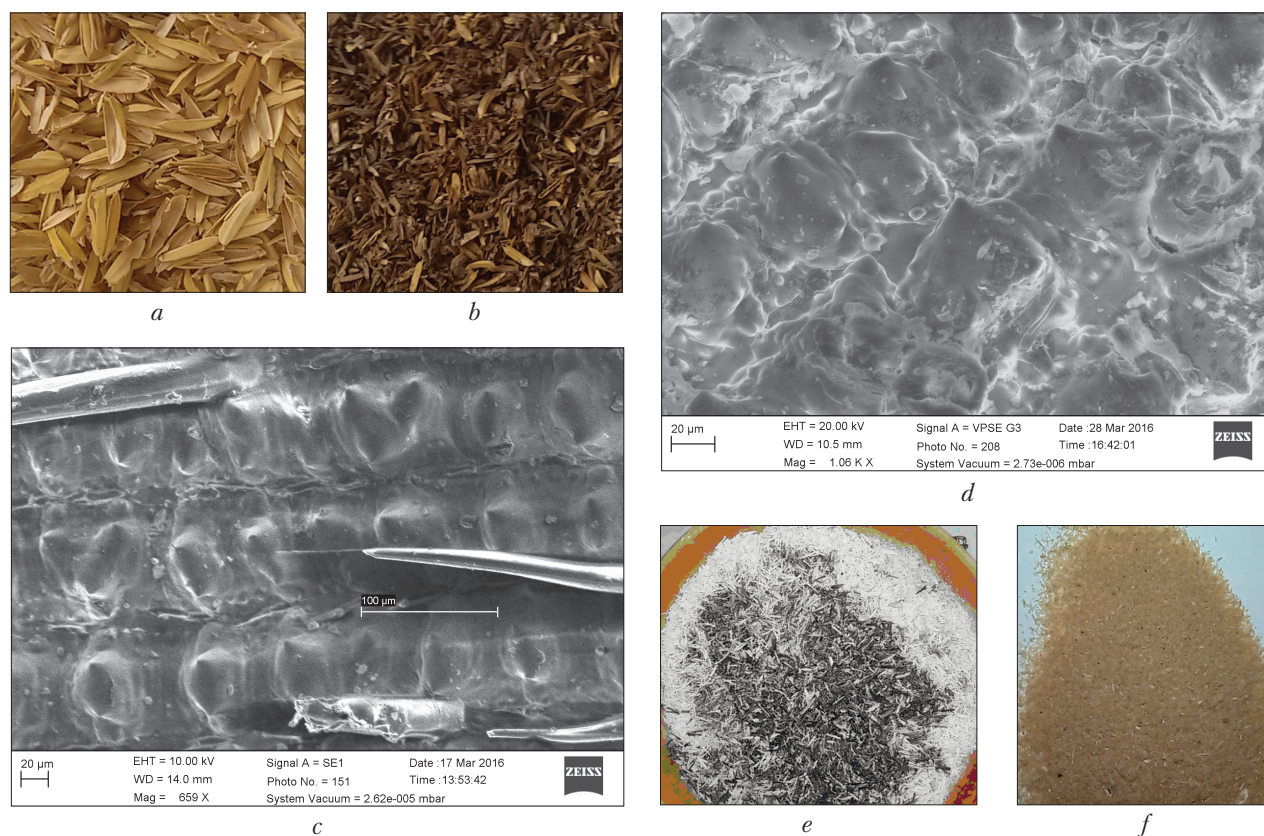 a
b
20 µm
EHT = 20.00 kV
Signal A = VPSE G3
Date :28 Mar 2016
WD = 10.5 mm
Photo No. = 208
Time :16:42:01
Mag = 1.06 K X
System Vacuum = 2.73e-006 mbar
ZEISS
d
100 µm
20 µm
EHT = 10.00 kV
Signal A = SE1
Date :17 Mar 2016
WD = 14.0 mm
Photo No. = 151
Time :13:53:42
Mag = 659 X
System Vacuum = 2.62e-005 mbar
ZEISS
c
e
f